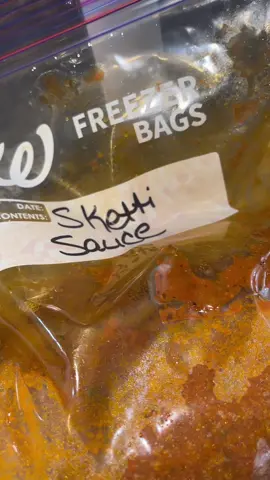 FREEZER
BAGS
DATE:
CONTENTS:
Sketti
Sauce